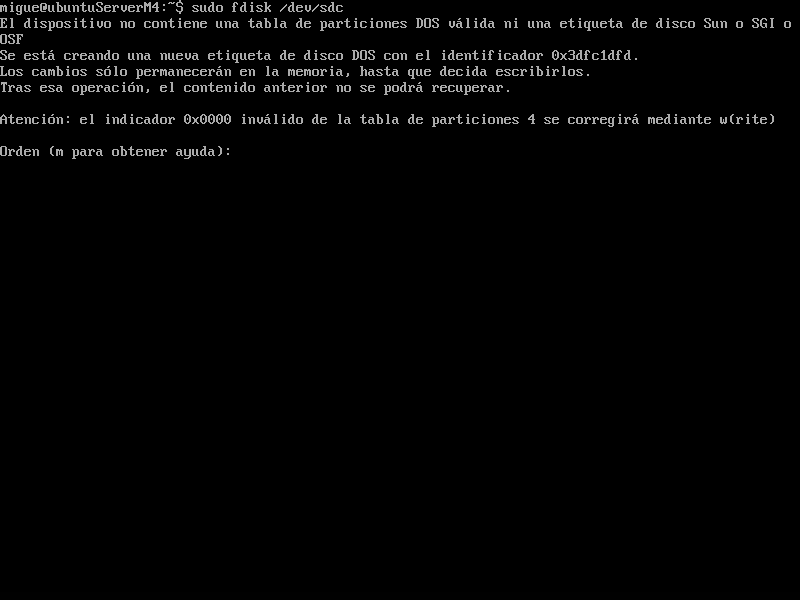 migue@ubuntuServerM4:~$ sudo fdisk /dev/sdc
El dispositivo no contiene una tabla de particiones DOS válida ni una etiqueta de disco Sun o SGI o
OSF
Se está creando una nueva etiqueta de disco DOS con el identificador 0x3dfc1dfd.
Los cambios sólo permanecerán en la memoria, hasta que decida escribirlos.
Tras esa operación, el contenido anterior no se podrá recuperar.
Atención: el indicador 0x0000 inválido de la tabla de particiones 4 se corregirá mediante w(rite)
Orden (m para obtener ayuda):